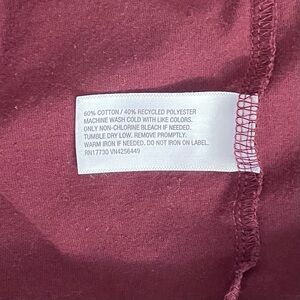 60% COTTON / 40% RECYCLED POLYESTER
MACHINE WASH COLD WITH LIKE COLORS.
ONLY NON-CHLORINE BLEACH IF NEEDED.
TUMBLE DRY LOW. REMOVE PROMPTLY.
WARM IRON IF NEEDED. DO NOT IRON ON LABEL.
RN17730 VN4256449